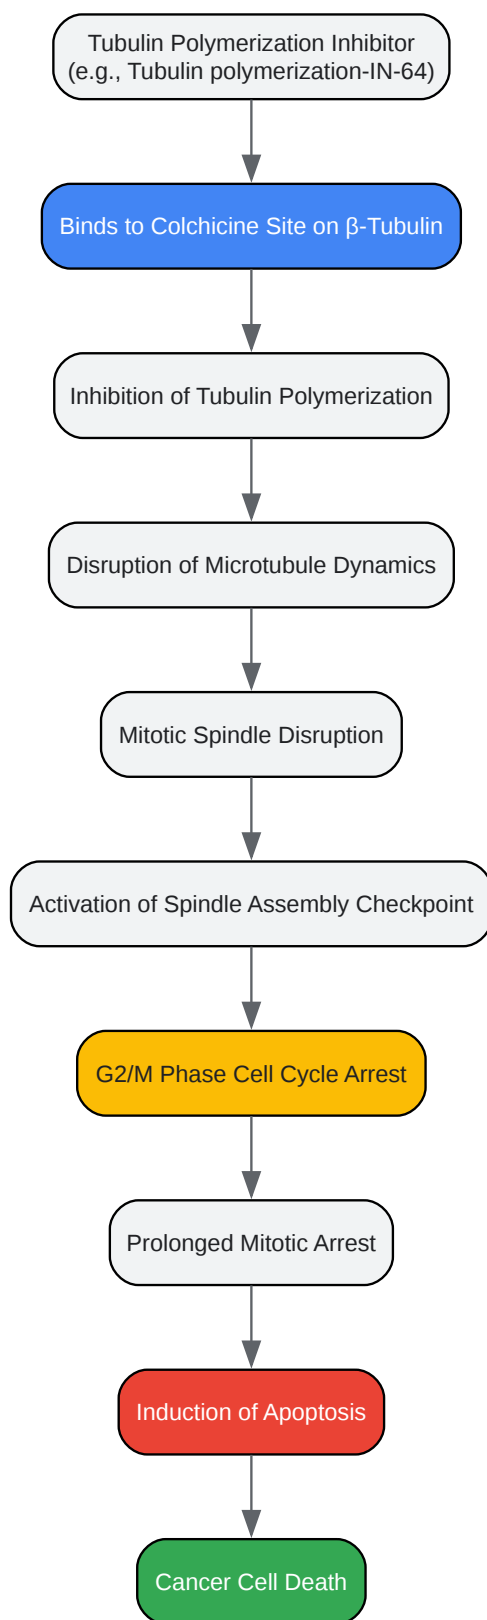 Tubulin Polymerization Inhibitor
(e.g., Tubulin polymerization-IN-64)
Binds to Colchicine Site on β-Tubulin
Inhibition of Tubulin Polymerization
Disruption of Microtubule Dynamics
Mitotic Spindle Disruption
Activation of Spindle Assembly Checkpoint
G2/M Phase Cell Cycle Arrest
Prolonged Mitotic Arrest
Induction of Apoptosis
Cancer Cell Death